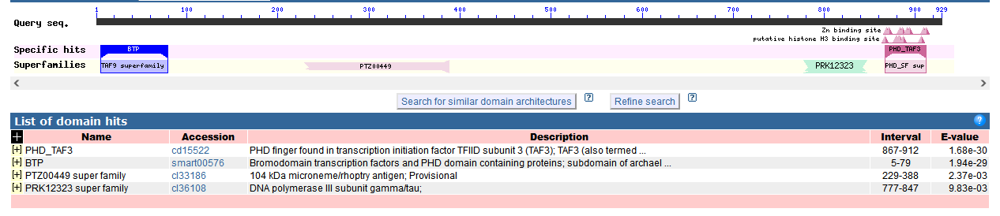 1 100 200 300 400 500 600 700 800 900 929
Query seq.
Zn binding site
putative histone H3 binding site
Specific hits BTP PHD_TAF3
Superfamilies TAF9 superfamily PTZ00449 PRK12323 PHD_SF sup
Search for similar domain architectures ? Refine search ?
List of domain hits ?
+ Name Accession Description Interval E-value
[+] PHD_TAF3 cd15522 PHD finger found in transcription initiation factor TFIID subunit 3 (TAF3); TAF3 (also termed ... 867-912 1.68e-30
[+] BTP smart00576 Bromodomain transcription factors and PHD domain containing proteins; subdomain of archael ... 5-79 1.94e-29
[+] PTZ00449 super family cl33186 104 kDa microneme/rhoptry antigen; Provisional 229-388 2.37e-03
[+] PRK12323 super family cl36108 DNA polymerase III subunit gamma/tau; 777-847 9.83e-03